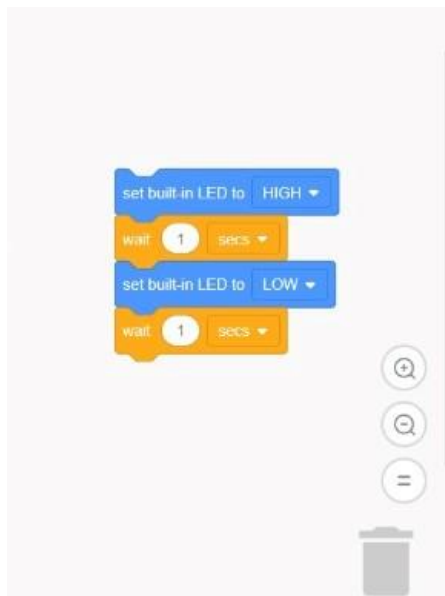 set built-in LED to HIGH
wait 1 secs
set built-in LED to LOW
wait 1 secs